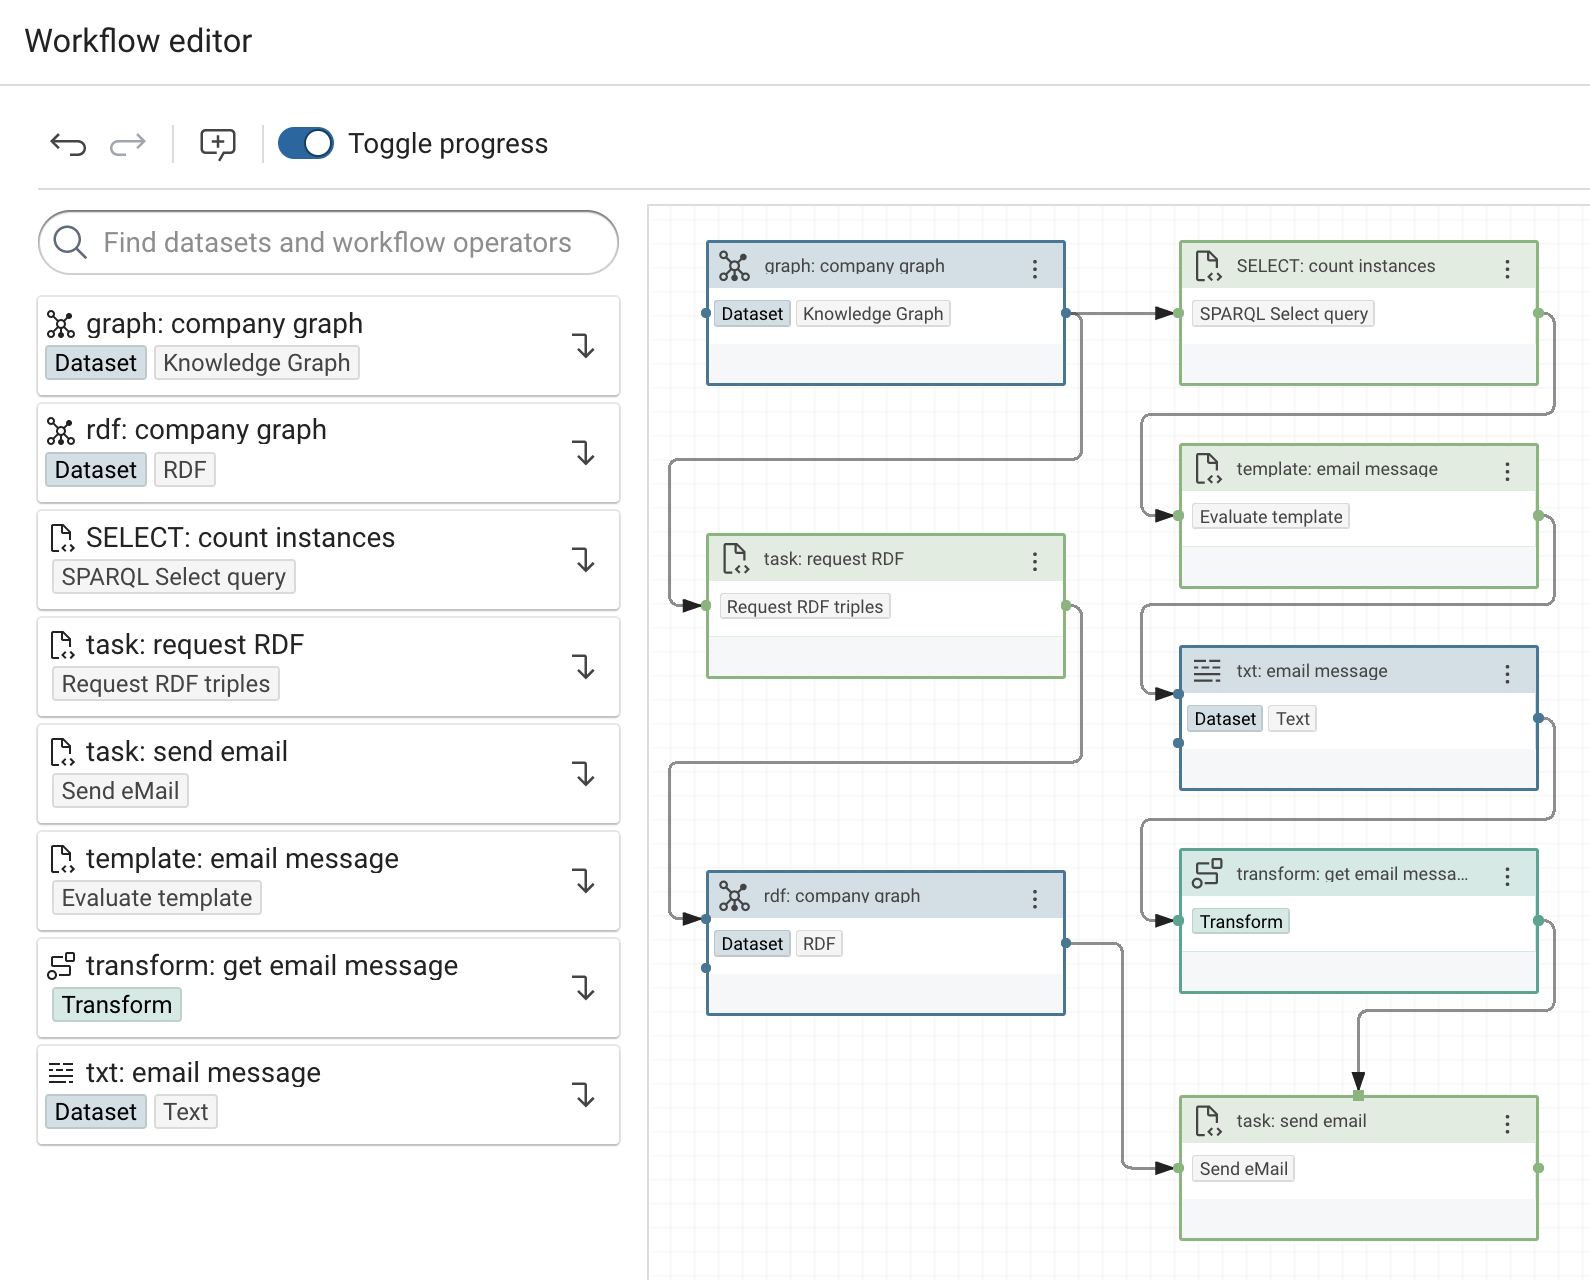 Workflow editor
Toggle progress
Find datasets and workflow operators
graph: company graph
Dataset Knowledge Graph
rdf: company graph
Dataset RDF
SELECT: count instances
SPARQL Select query
task: request RDF
Request RDF triples
task: send email
Send eMail
template: email message
Evaluate template
transform: get email message
Transform
txt: email message
Dataset Text
graph: company graph
Dataset Knowledge Graph
task: request RDF
Request RDF triples
rdf: company graph
Dataset RDF
SELECT: count instances
SPARQL Select query
template: email message
Evaluate template
txt: email message
Dataset Text
transform: get email messa...
Transform
task: send email
Send eMail